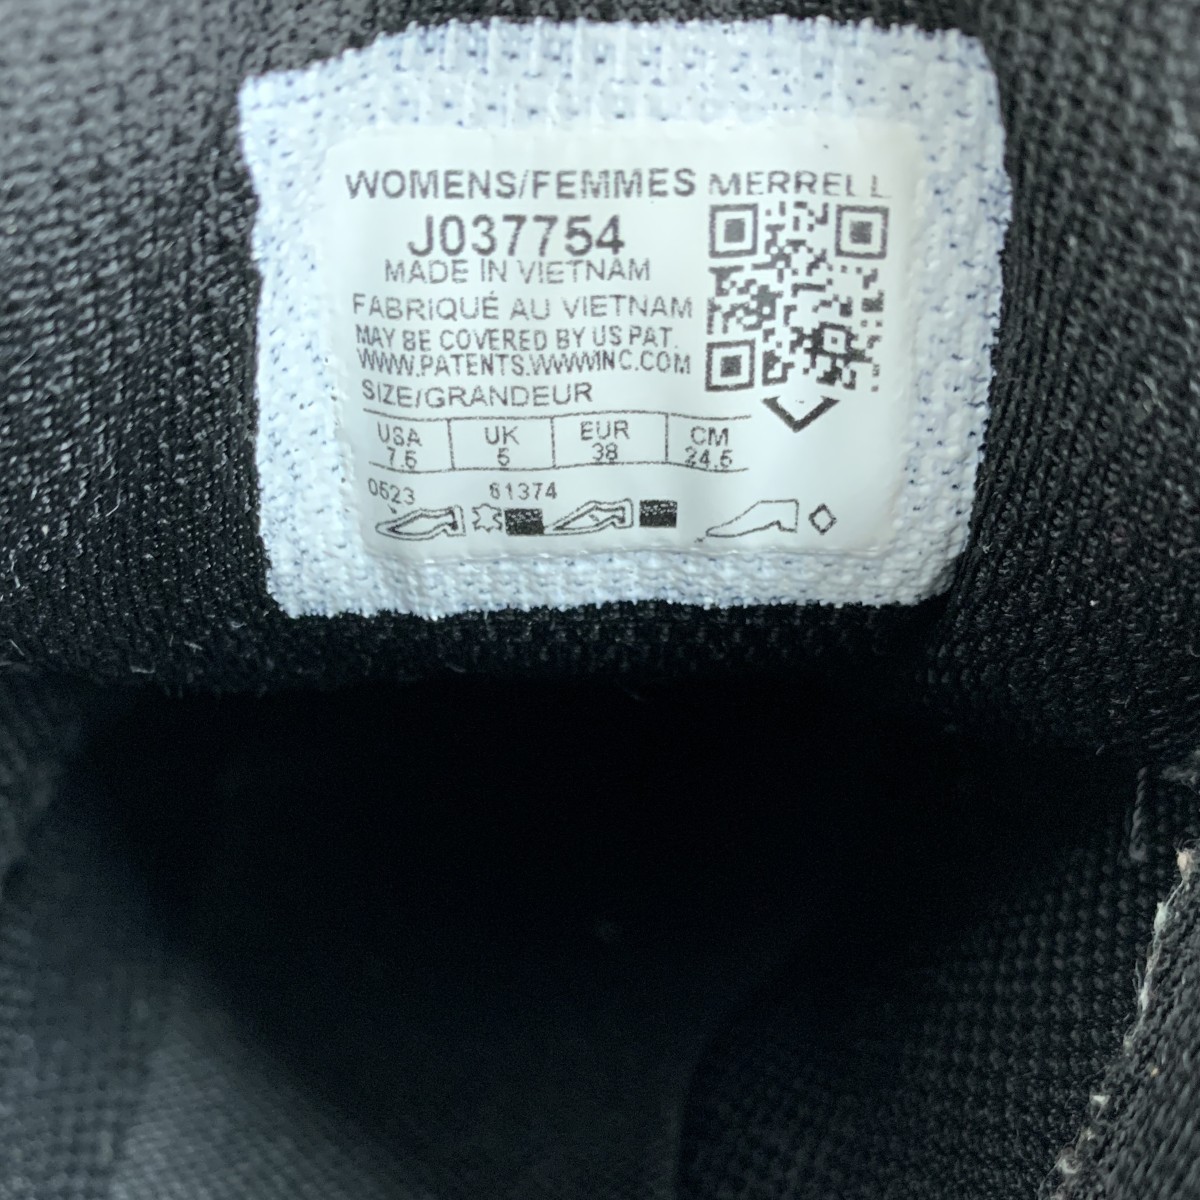 WOMENS/FEMMES MERRELL
J037754
MADE IN VIETNAM
FABRIQUÉ AU VIETNAM
MAY BE COVERED BY US PAT.
WWW.PATENTS.WWWINC.COM
SIZE/GRANDEUR
USA UK EUR CM
7.5 5 38 24.5
0523 61374